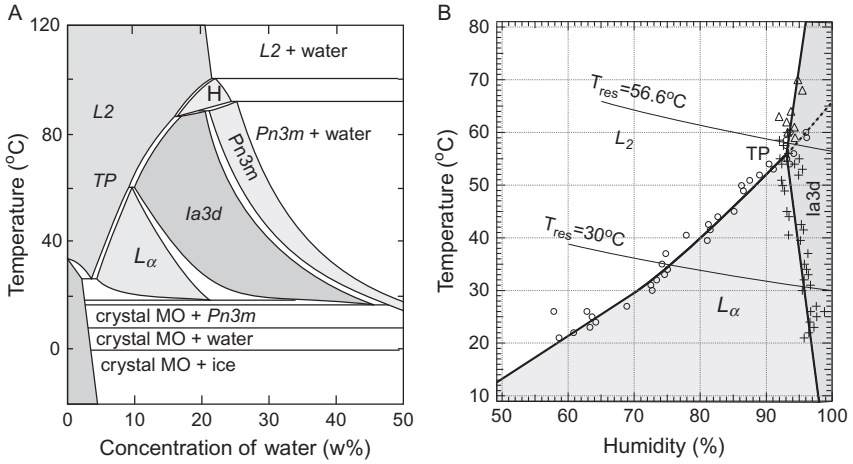 A
120
80
40
0
Temperature (°C)
L2 + water
H
L2
Pn3m + water
Pn3m
TP
Ia3d
Lα
crystal MO + Pn3m
crystal MO + water
crystal MO + ice
0 10 20 30 40 50
Concentration of water (w%)
B
80
70
60
50
40
30
20
10
Temperature (°C)
Tres=56.6°C
L2
TP
Ia3d
Tres=30°C
Lα
50 60 70 80 90 100
Humidity (%)